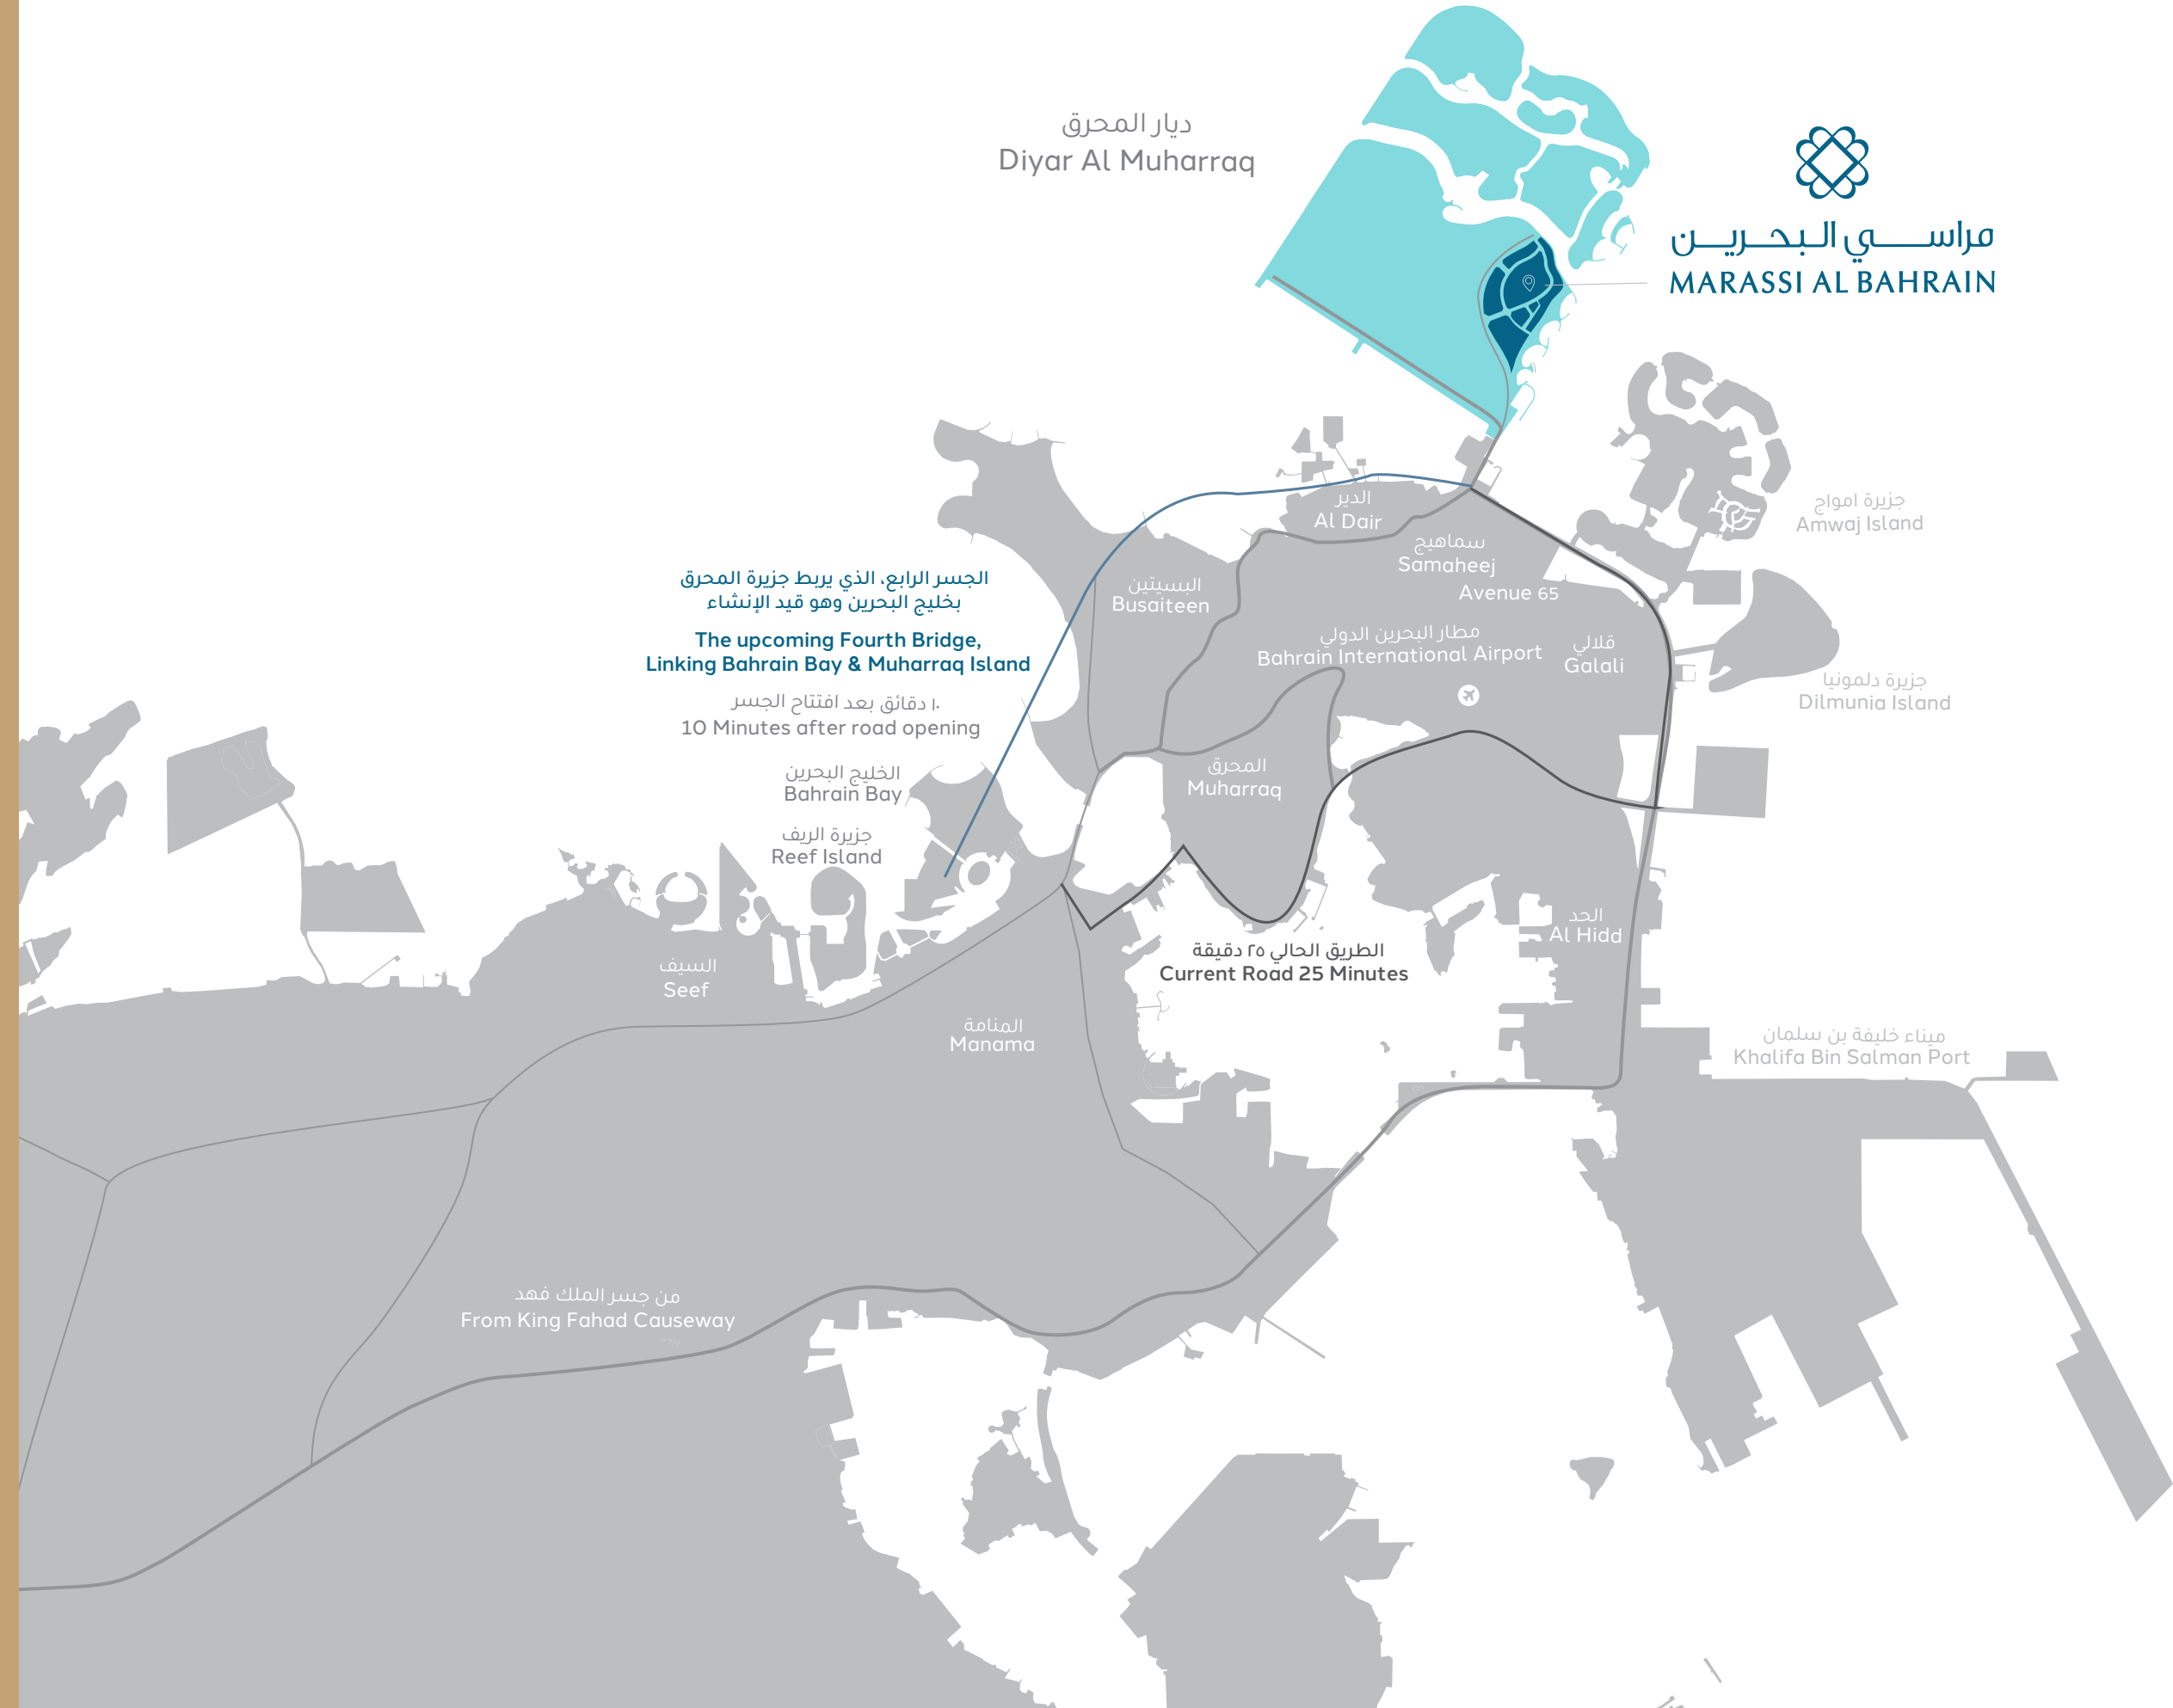 ديار المحرق
Diyar Al Muharraq
مراسي البحرين
MARASSI AL BAHRAIN
الدير
Al Dair
جزيرة امواج
Amwaj Island
سماهيج
Samaheej
Avenue 65
البسيتين
Busaiteen
الجسر الرابع، الذي يربط جزيرة المحرق
بخليج البحرين وهو قيد الإنشاء
The upcoming Fourth Bridge,
Linking Bahrain Bay & Muharraq Island
١٠ دقائق بعد افتتاح الجسر
10 Minutes after road opening
مطار البحرين الدولي
Bahrain International Airport
قلالي
Galali
جزيرة دلمونيا
Dilmunia Island
الخليج البحرين
Bahrain Bay
المحرق
Muharraq
جزيرة الريف
Reef Island
الحد
Al Hidd
الطريق الحالي ٢٥ دقيقة
Current Road 25 Minutes
السيف
Seef
المنامة
Manama
ميناء خليفة بن سلمان
Khalifa Bin Salman Port
من جسر الملك فهد
From King Fahad Causeway